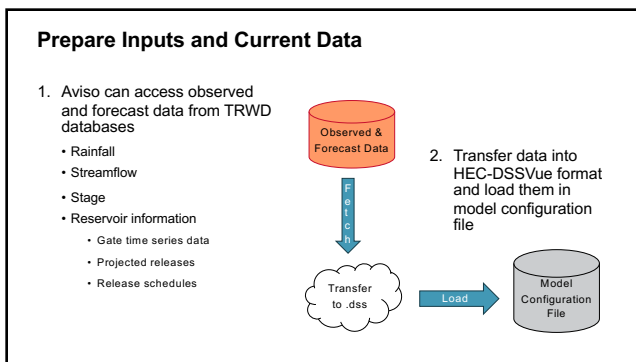 Prepare Inputs and Current Data
1. Aviso can access observed
and forecast data from TRWD
databases
• Rainfall
• Streamflow
• Stage
• Reservoir information
• Gate time series data
• Projected releases
• Release schedules
Observed &
Forecast Data
Fetch
Transfer
to .dss
2. Transfer data into
HEC-DSSVue format
and load them in
model configuration
file
Load
Model
Configuration
File